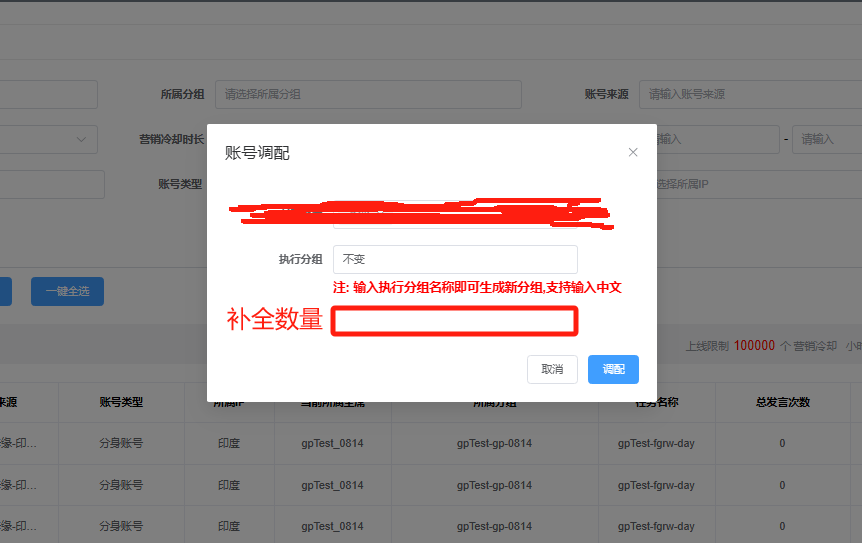 所属分组 请选择所属分组 账号来源 请输入账号来源
营销冷却时长 输入 - 请输入
账号类型 选择所属IP
账号调配
执行分组 不变
注: 输入执行分组名称即可生成新分组,支持输入中文
一键全选
补全数量
上线限制 100000 个 营销冷却 小时
取消 调配
来源 账号类型 所属IP 当前所属坐席 所属分组 任务名称 总发言次数
缘-印... 分身账号 印度 gpTest_0814 gpTest-gp-0814 gpTest-fgrw-day 0
缘-印... 分身账号 印度 gpTest_0814 gpTest-gp-0814 gpTest-fgrw-day 0
缘-印... 分身账号 印度 gpTest_0814 gpTest-gp-0814 gpTest-fgrw-day 0